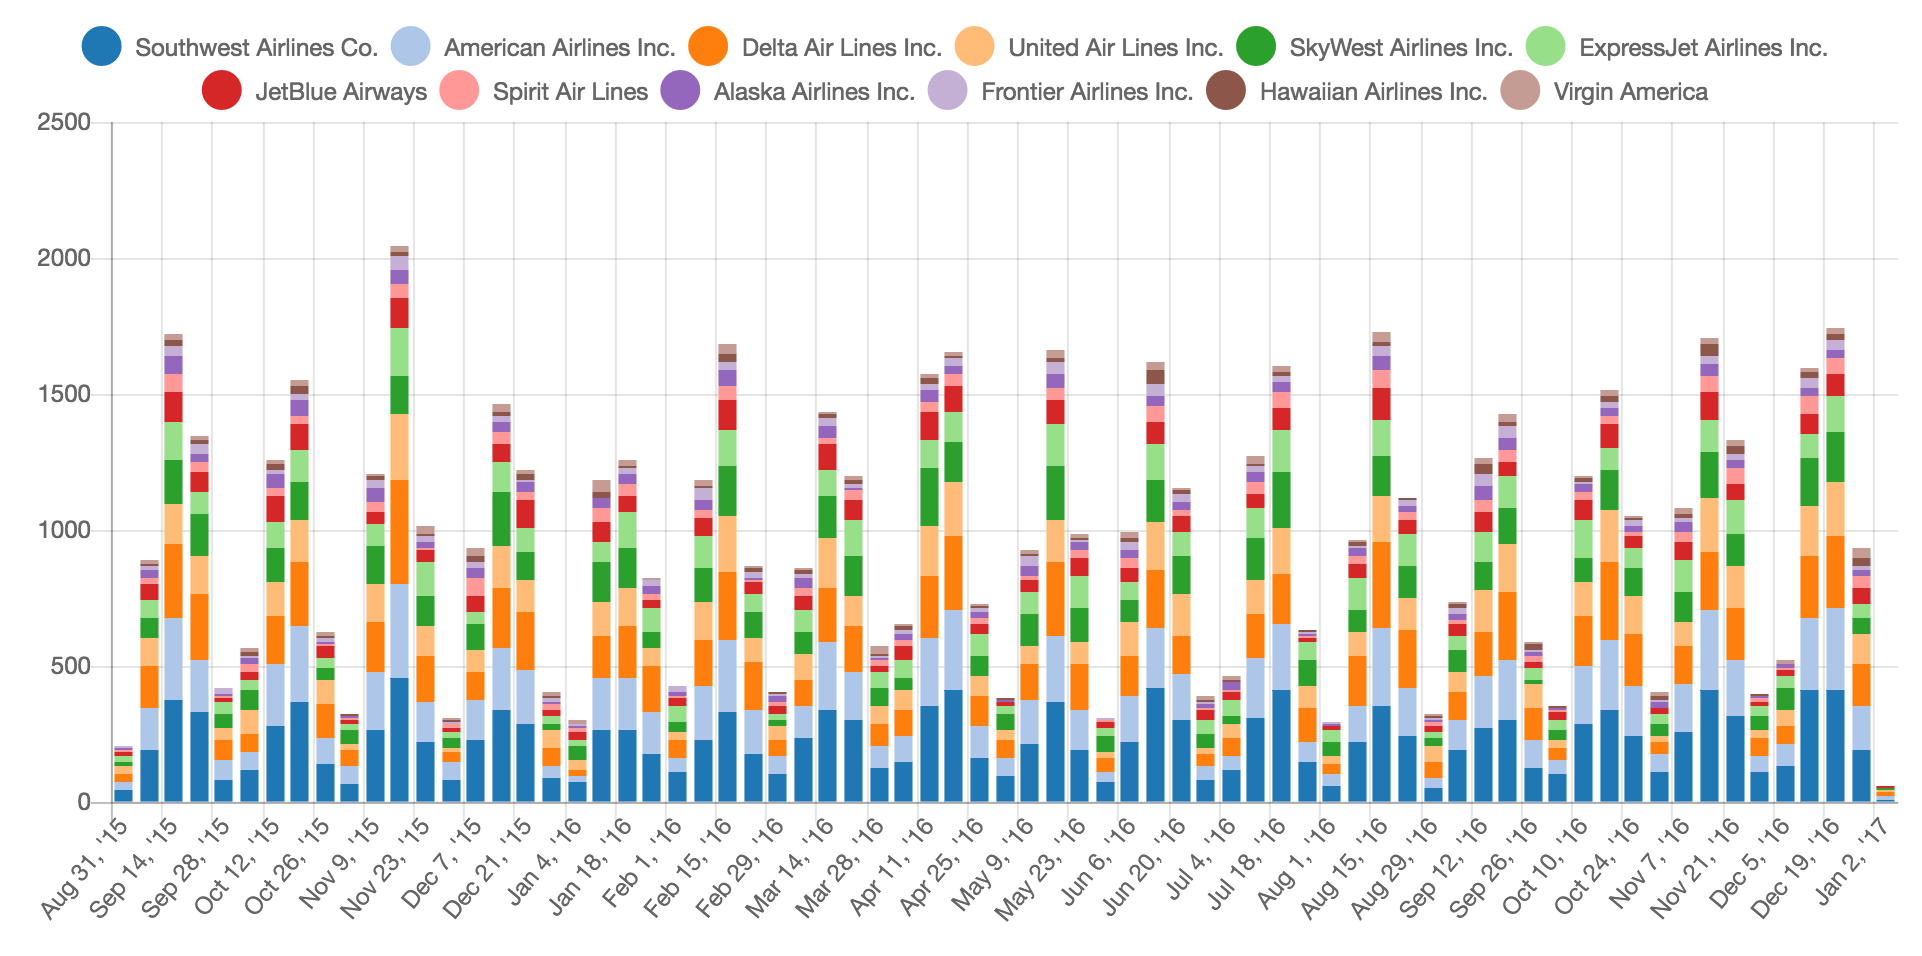 Southwest Airlines Co. American Airlines Inc. Delta Air Lines Inc. United Air Lines Inc. SkyWest Airlines Inc. ExpressJet Airlines Inc.
JetBlue Airways Spirit Air Lines Alaska Airlines Inc. Frontier Airlines Inc. Hawaiian Airlines Inc. Virgin America
2500
2000
1500
1000
500
0
Aug 31, '15
Sep 14, '15
Sep 28, '15
Oct 12, '15
Oct 26, '15
Nov 9, '15
Nov 23, '15
Dec 7, '15
Dec 21, '15
Jan 4, '16
Jan 18, '16
Feb 1, '16
Feb 15, '16
Feb 29, '16
Mar 14, '16
Mar 28, '16
Apr 11, '16
Apr 25, '16
May 9, '16
May 23, '16
Jun 6, '16
Jun 20, '16
Jul 4, '16
Jul 18, '16
Aug 1, '16
Aug 15, '16
Aug 29, '16
Sep 12, '16
Sep 26, '16
Oct 10, '16
Oct 24, '16
Nov 7, '16
Nov 21, '16
Dec 5, '16
Dec 19, '16
Jan 2, '17